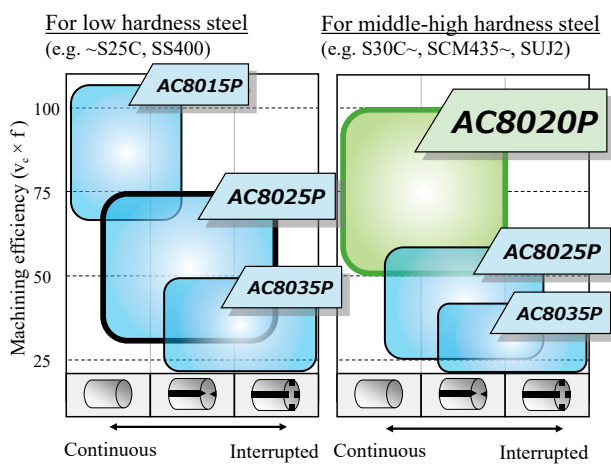 For low hardness steel
(e.g. ~S25C, SS400)
For middle-high hardness steel
(e.g. S30C~, SCM435~, SUJ2)
Machining efficiency (vc × f)
100
75
50
25
AC8015P
AC8025P
AC8035P
AC8020P
AC8025P
AC8035P
Continuous
Interrupted
Continuous
Interrupted